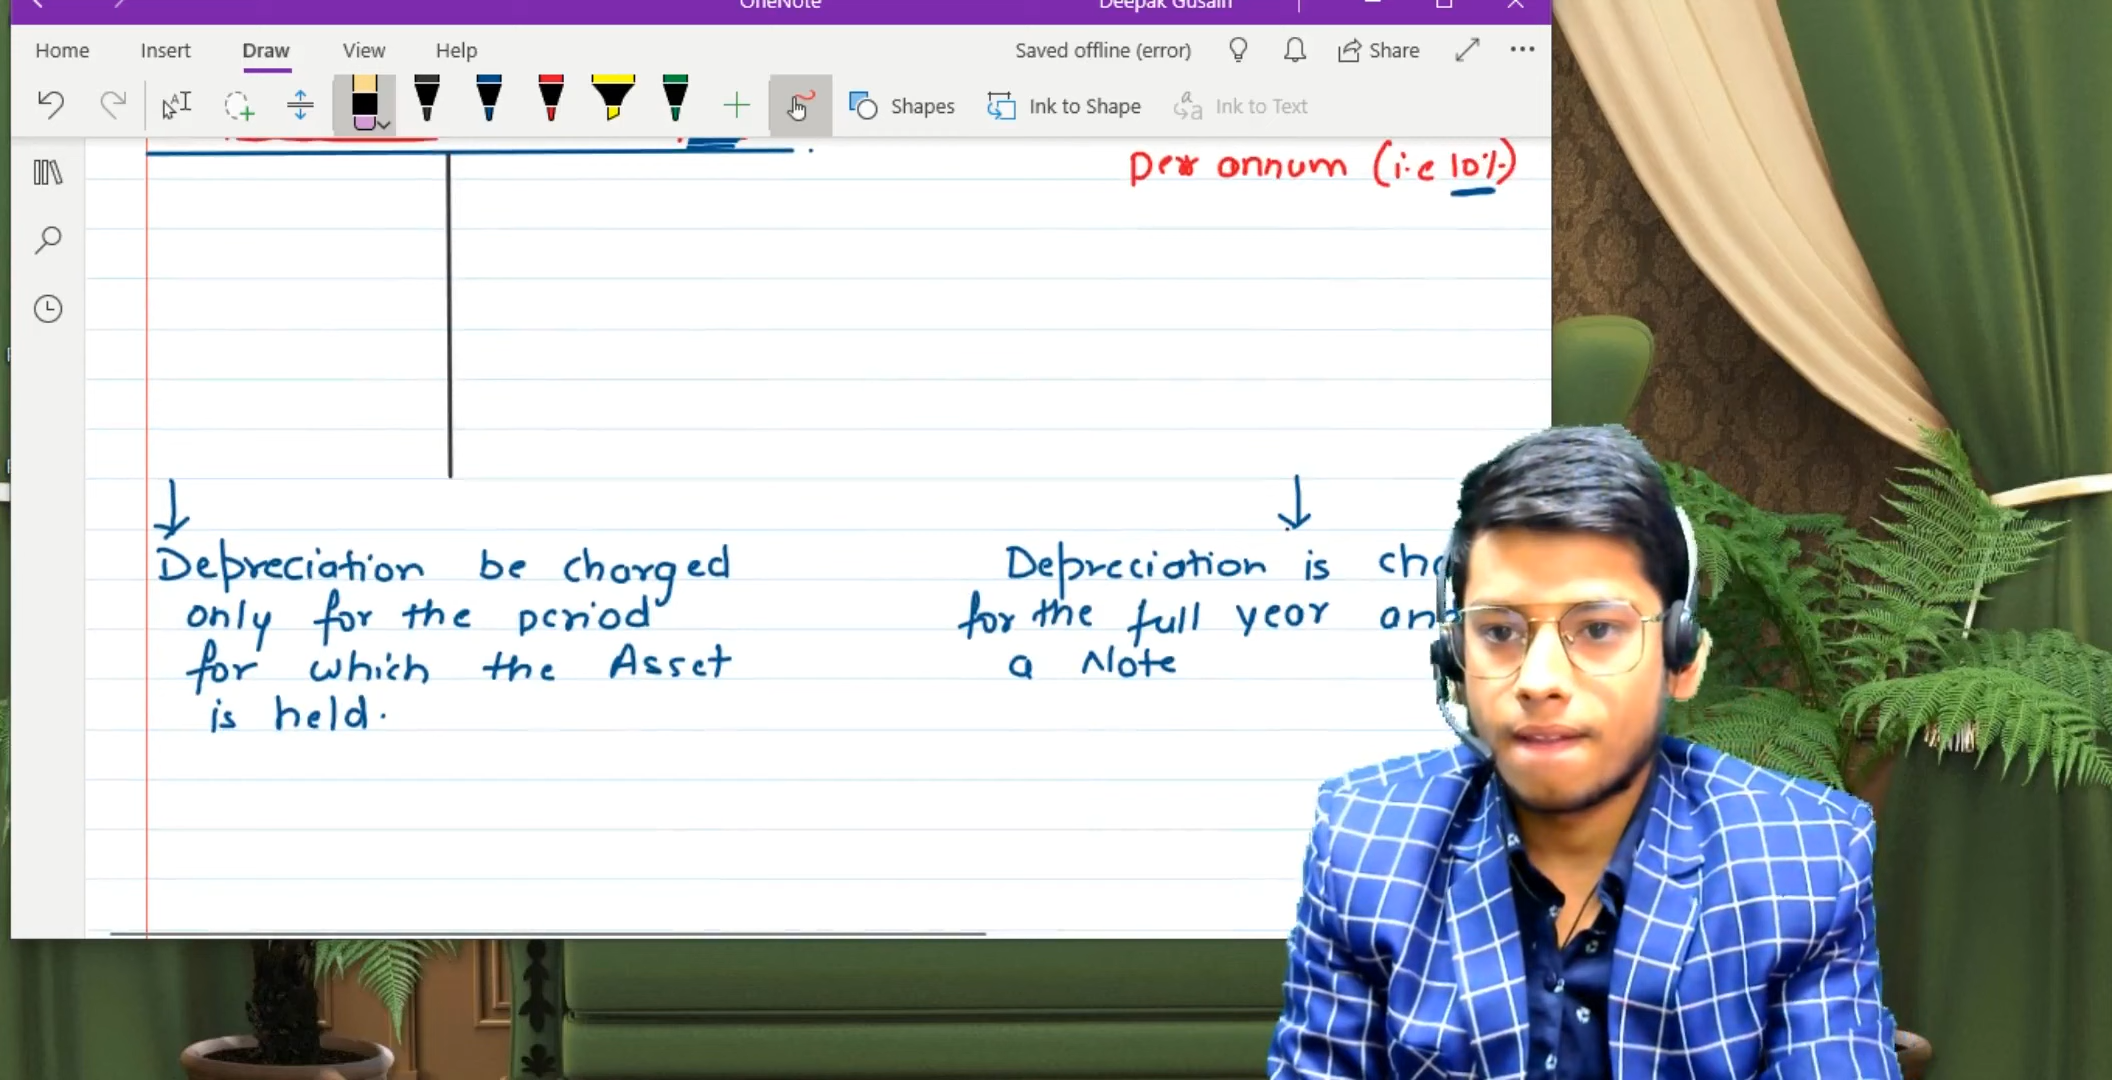 OneNote
Deepak Gusain
Home Insert Draw View Help
Saved offline (error)
Share
Shapes
Ink to Shape
Ink to Text
per annum (i.e 10%)
Depreciation be charged
only for the period
for which the Asset
is held.
Depreciation is
for the full year
a Note